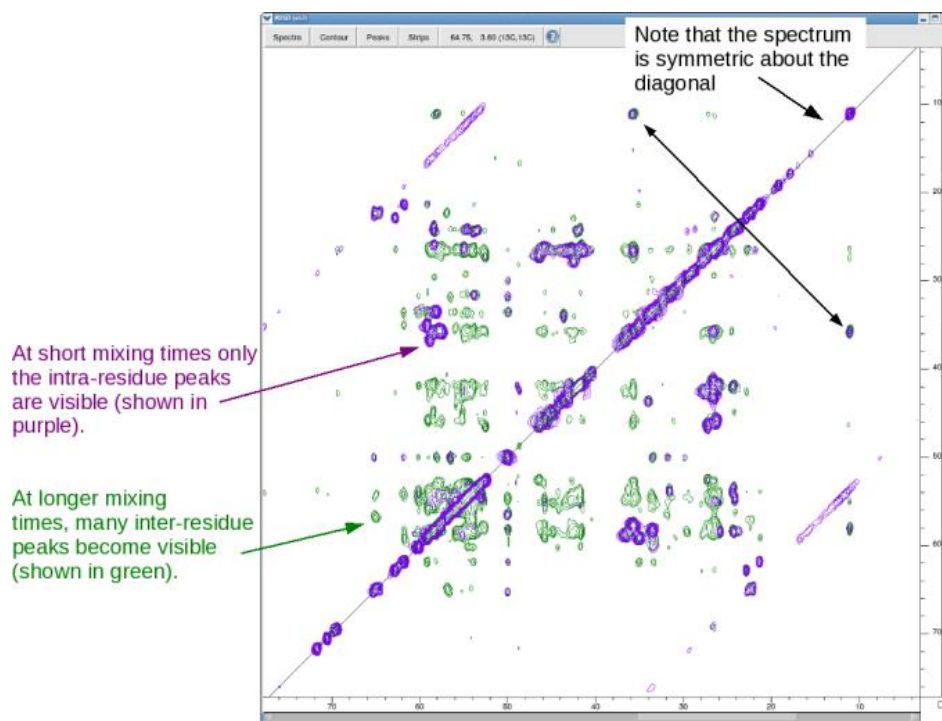 Spectra Contour Peaks Strips 64.75, 3.60 (13C, 13C) ?
Note that the spectrum
is symmetric about the
diagonal
10
20
30
40
50
60
70
At short mixing times only
the intra-residue peaks
are visible (shown in
purple).
At longer mixing
times, many inter-residue
peaks become visible
(shown in green).
70 60 50 40 30 20 10